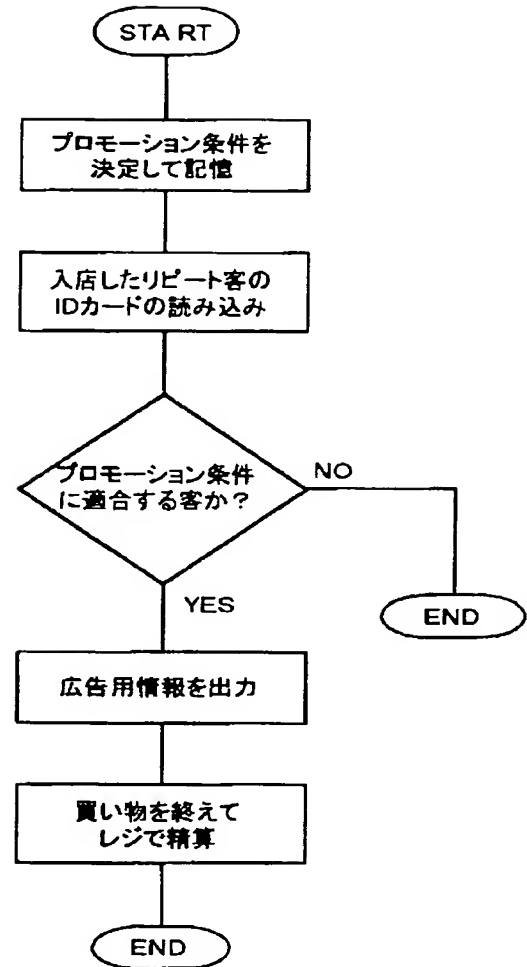 STA RT
プロモーション条件を
決定して記憶
入店したリピート客の
IDカードの読み込み
プロモーション条件
に適合する客か？
NO
END
YES
広告用情報を出力
買い物を終えて
レジで精算
END